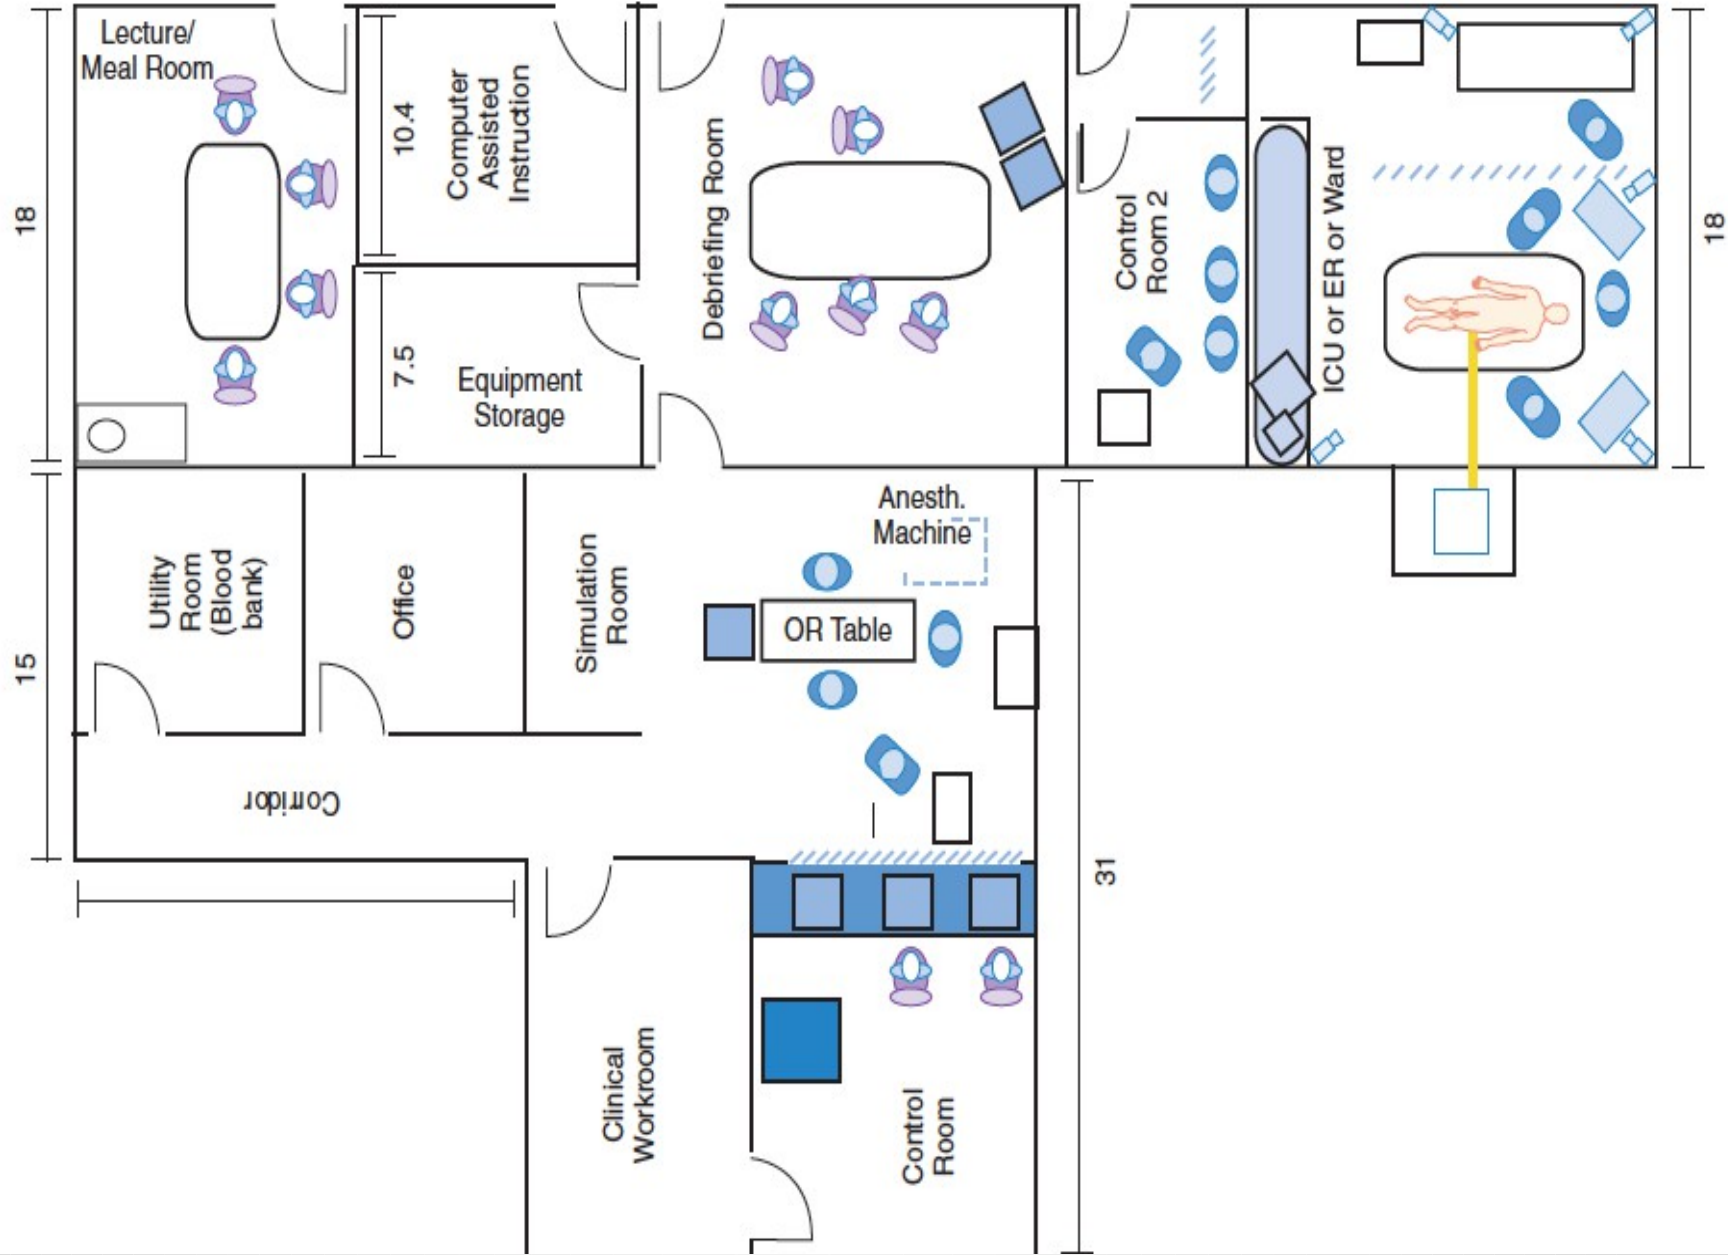 Lecture/
Meal Room
10.4
Computer
Assisted
Instruction
18
7.5
Equipment
Storage
Debriefing Room
Control
Room 2
ICU or ER or Ward
18
15
Utility
Room
(Blood
bank)
Office
Simulation
Room
Anesth.
Machine
OR Table
Corridor
31
Clinical
Workroom
Control
Room